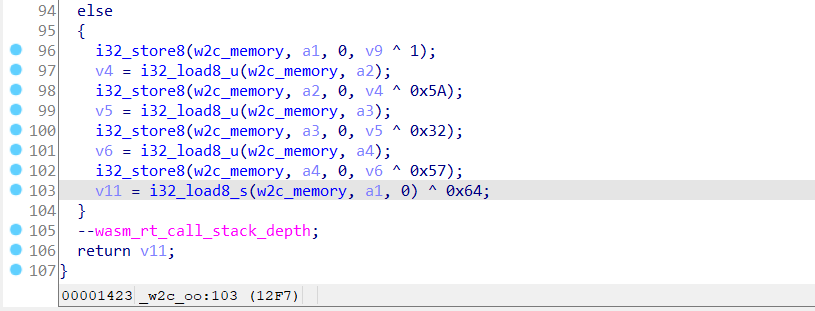 94 else
95 {
96 i32_store8(w2c_memory, a1, 0, v9 ^ 1);
97 v4 = i32_load8_u(w2c_memory, a2);
98 i32_store8(w2c_memory, a2, 0, v4 ^ 0x5A);
99 v5 = i32_load8_u(w2c_memory, a3);
100 i32_store8(w2c_memory, a3, 0, v5 ^ 0x32);
101 v6 = i32_load8_u(w2c_memory, a4);
102 i32_store8(w2c_memory, a4, 0, v6 ^ 0x57);
103 v11 = i32_load8_s(w2c_memory, a1, 0) ^ 0x64;
104 }
105 --wasm_rt_call_stack_depth;
106 return v11;
107 }
00001423 _w2c_oo:103 (12F7)